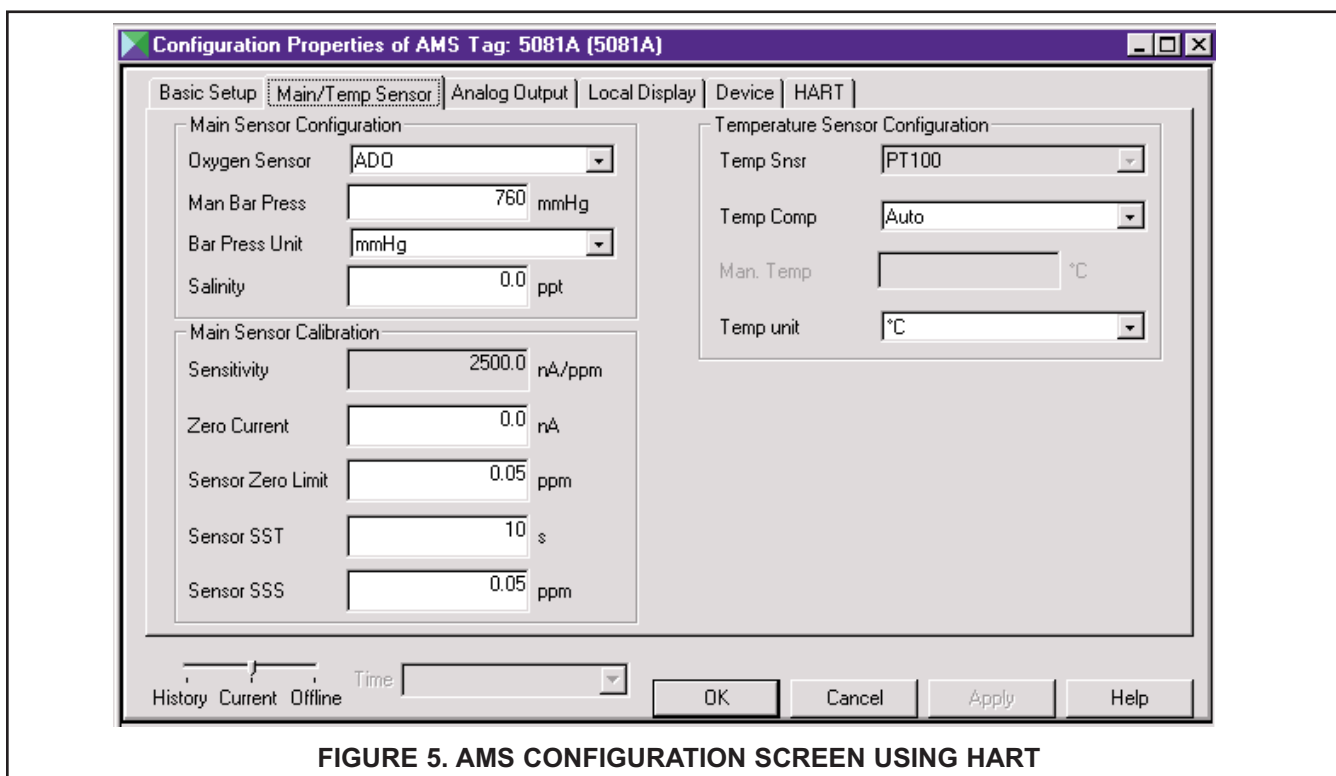 Configuration Properties of AMS Tag: 5081A (5081A)
Basic Setup Main/Temp Sensor Analog Output Local Display Device HART
Main Sensor Configuration
Oxygen Sensor ADO
Man Bar Press 760 mmHg
Bar Press Unit mmHg
Salinity 0.0 ppt
Main Sensor Calibration
Sensitivity 2500.0 nA/ppm
Zero Current 0.0 nA
Sensor Zero Limit 0.05 ppm
Sensor SST 10 s
Sensor SSS 0.05 ppm
Temperature Sensor Configuration
Temp Snsr PT100
Temp Comp Auto
Man. Temp °C
Temp unit °C
History Current Offline
Time
OK Cancel Apply Help
FIGURE 5. AMS CONFIGURATION SCREEN USING HART